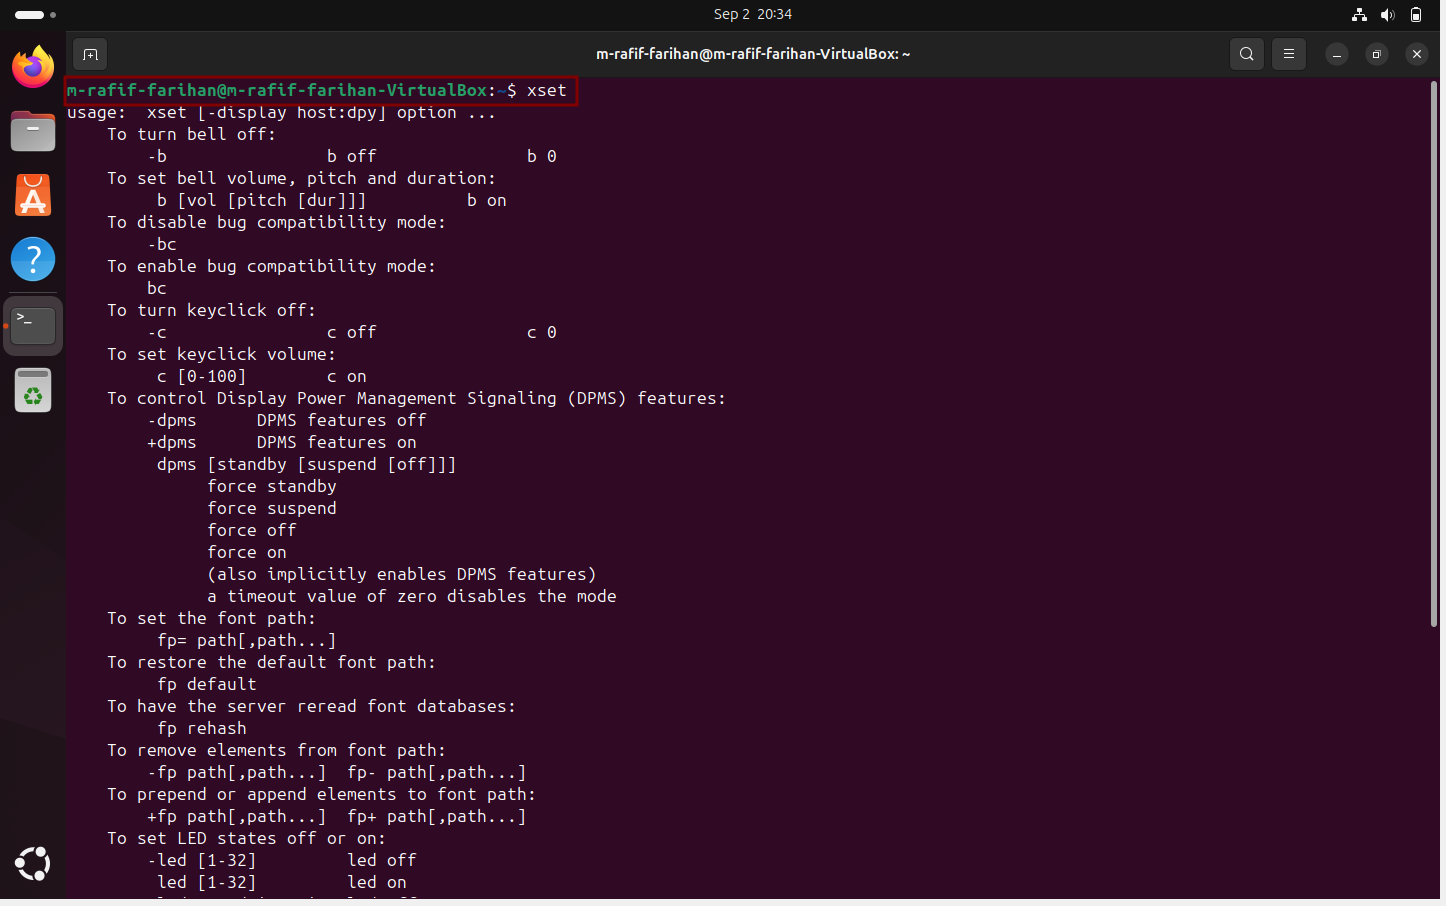 Sep 2 20:34
m-rafif-farihan@m-rafif-farihan-VirtualBox: ~
m-rafif-farihan@m-rafif-farihan-VirtualBox:~$ xset
usage:  xset [-display host:dpy] option ...
    To turn bell off:
        -b                b off               b 0
    To set bell volume, pitch and duration:
         b [vol [pitch [dur]]]          b on
    To disable bug compatibility mode:
        -bc
    To enable bug compatibility mode:
        bc
    To turn keyclick off:
        -c                c off               c 0
    To set keyclick volume:
         c [0-100]        c on
    To control Display Power Management Signaling (DPMS) features:
        -dpms      DPMS features off
        +dpms      DPMS features on
         dpms [standby [suspend [off]]]
              force standby
              force suspend
              force off
              force on
              (also implicitly enables DPMS features)
              a timeout value of zero disables the mode
    To set the font path:
         fp= path[,path...]
    To restore the default font path:
         fp default
    To have the server reread font databases:
         fp rehash
    To remove elements from font path:
        -fp path[,path...]  fp- path[,path...]
    To prepend or append elements to font path:
        +fp path[,path...]  fp+ path[,path...]
    To set LED states off or on:
        -led [1-32]         led off
         led [1-32]         led on